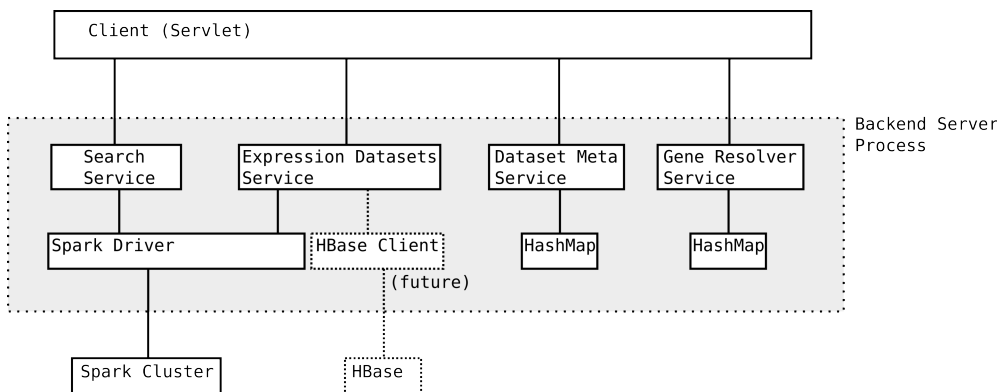 Client (Servlet)
Backend Server
Process
Search
Service
Expression Datasets
Service
Dataset Meta
Service
Gene Resolver
Service
Spark Driver
HBase Client
HashMap
HashMap
(future)
Spark Cluster
HBase